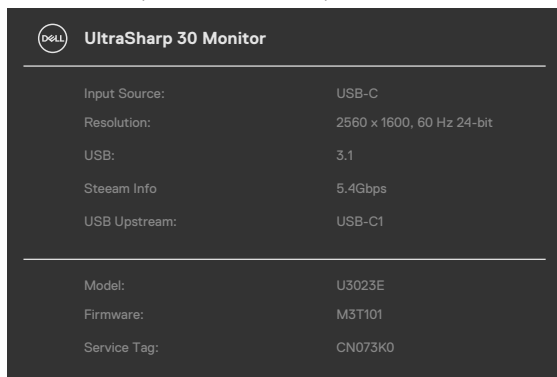 DELL UltraSharp 30 Monitor
Input Source: USB-C
Resolution: 2560 x 1600, 60 Hz 24-bit
USB: 3.1
Steeam Info 5.4Gbps
USB Upstream: USB-C1
Model: U3023E
Firmware: M3T101
Service Tag: CN073K0